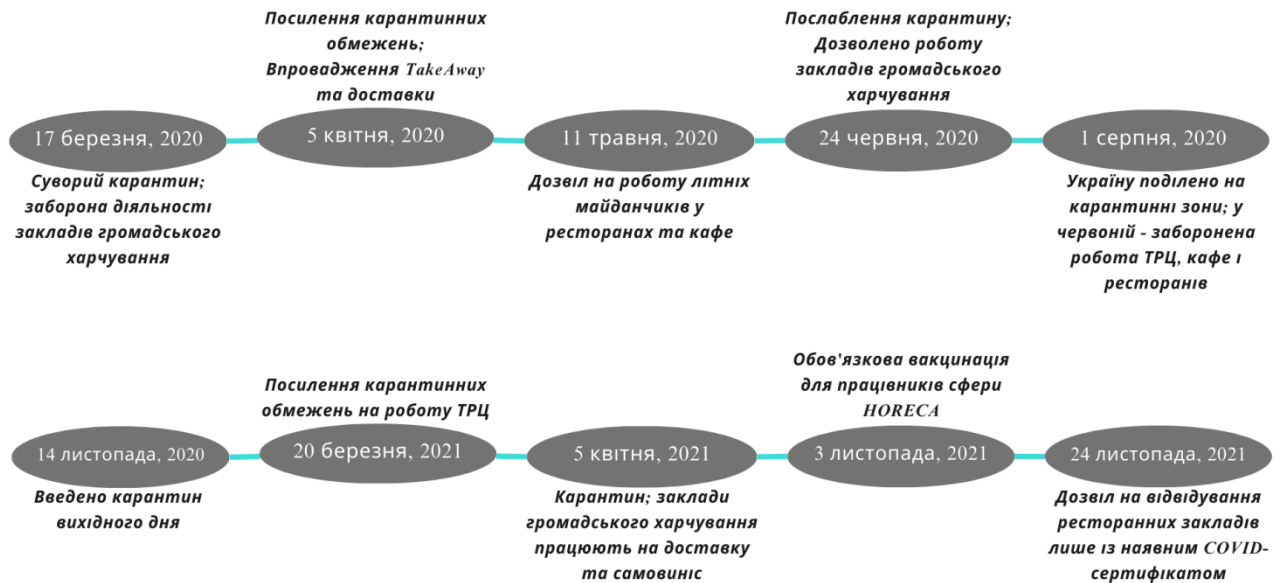 Посилення карантинних
обмежень;
Впровадження TakeAway
та доставки
Послаблення карантину;
Дозволено роботу
закладів громадського
харчування
17 березня, 2020
5 квітня, 2020
11 травня, 2020
24 червня, 2020
1 серпня, 2020
Суворий карантин;
заборона діяльності
закладів громадського
харчування
Дозвіл на роботу літніх
майданчиків у
ресторанах та кафе
Україну поділено на
карантинні зони; у
червоній - заборонена
робота ТРЦ, кафе і
ресторанів
Посилення карантинних
обмежень на роботу ТРЦ
Обов'язкова вакцинація
для працівників сфери
HORECA
14 листопада, 2020
20 березня, 2021
5 квітня, 2021
3 листопада, 2021
24 листопада, 2021
Введено карантин
вихідного дня
Карантин; заклади
громадського харчування
працюють на доставку
та самовиніс
Дозвіл на відвідування
ресторанних закладів
лише із наявним COVID-
сертифікатом